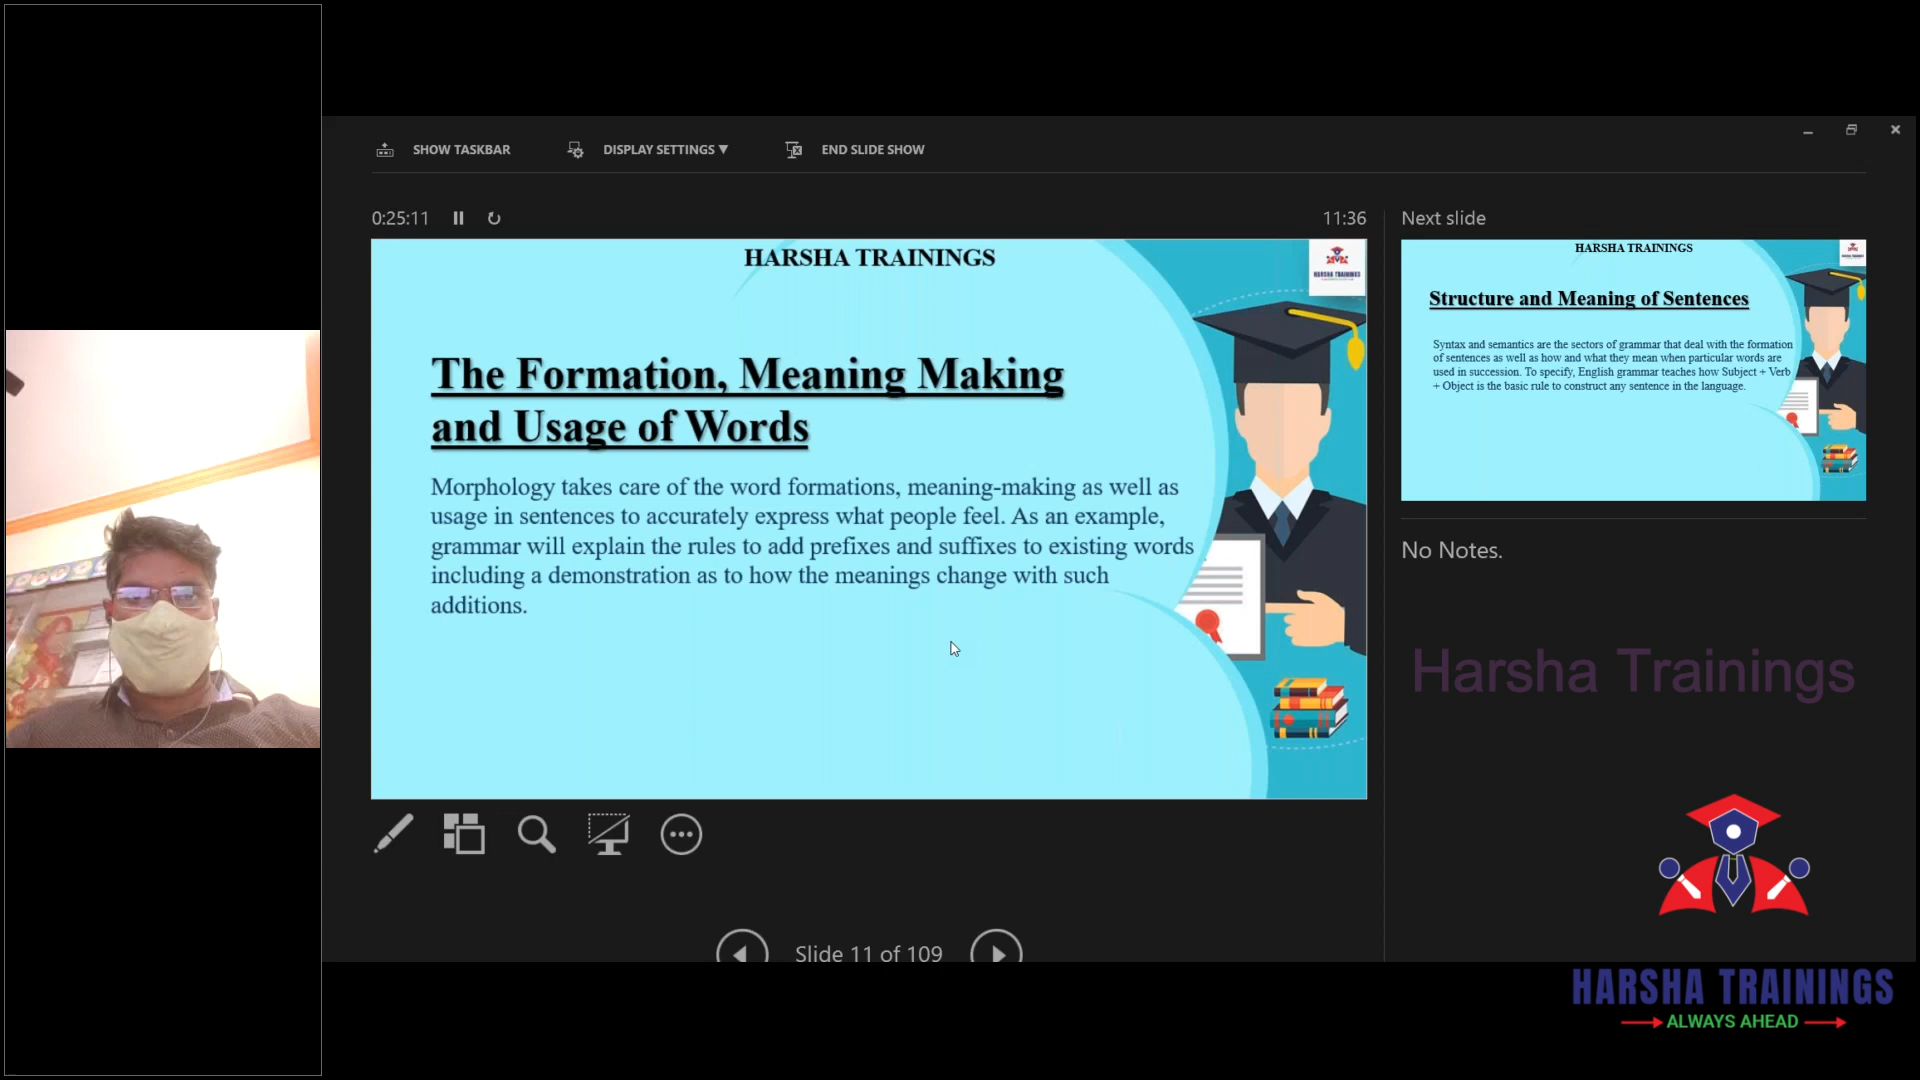 SHOW TASKBAR
DISPLAY SETTINGS ▼
END SLIDE SHOW
0:25:11
11:36
HARSHA TRAININGS
HARSHA TRAININGS
The Formation, Meaning Making
and Usage of Words
Morphology takes care of the word formations, meaning-making as well as
usage in sentences to accurately express what people feel. As an example,
grammar will explain the rules to add prefixes and suffixes to existing words
including a demonstration as to how the meanings change with such
additions.
Slide 11 of 109
Next slide
HARSHA TRAININGS
Structure and Meaning of Sentences
Syntax and semantics are the sectors of grammar that deal with the formation
of sentences as well as how and what they mean when particular words are
used in succession. To specify, English grammar teaches how Subject + Verb
+ Object is the basic rule to construct any sentence in the language.
No Notes.
Harsha Trainings
HARSHA TRAININGS
ALWAYS AHEAD